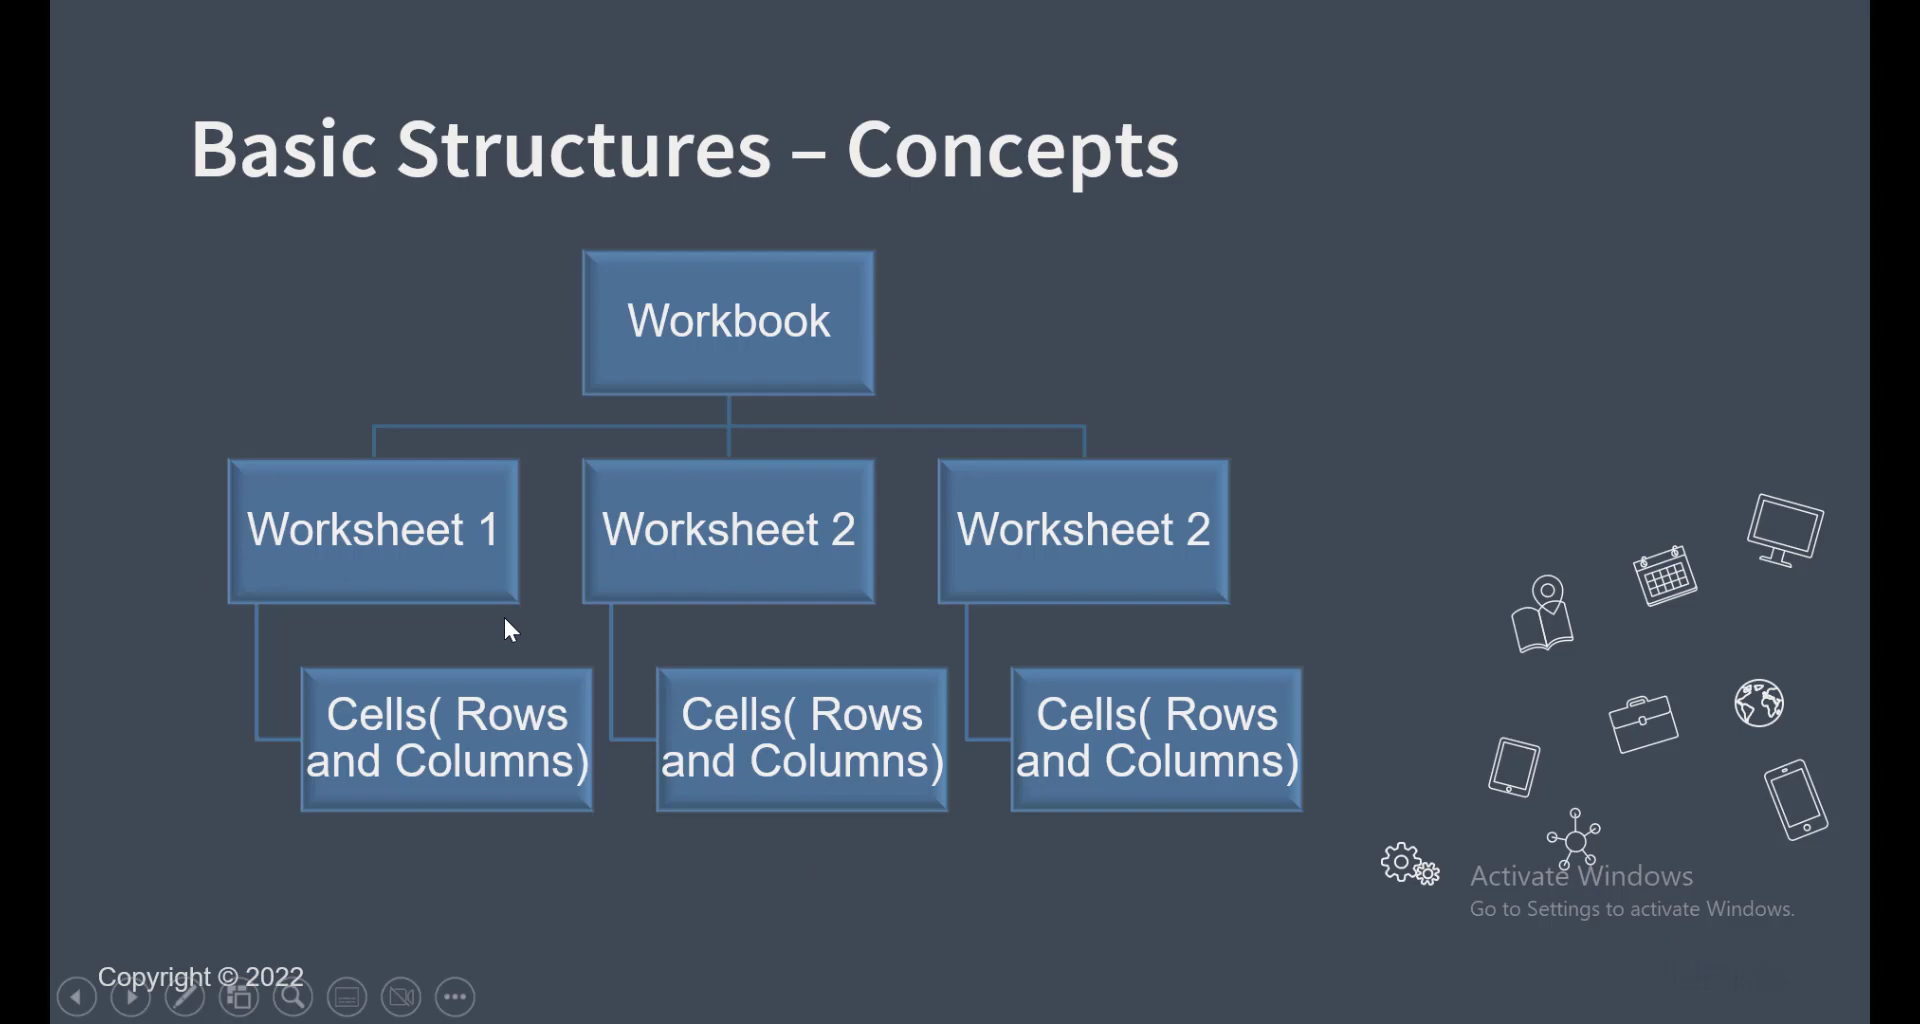 Basic Structures – Concepts
Workbook
Worksheet 1
Worksheet 2
Worksheet 2
Cells( Rows
and Columns)
Cells( Rows
and Columns)
Cells( Rows
and Columns)
Activate Windows
Go to Settings to activate Windows.
Copyright © 2022